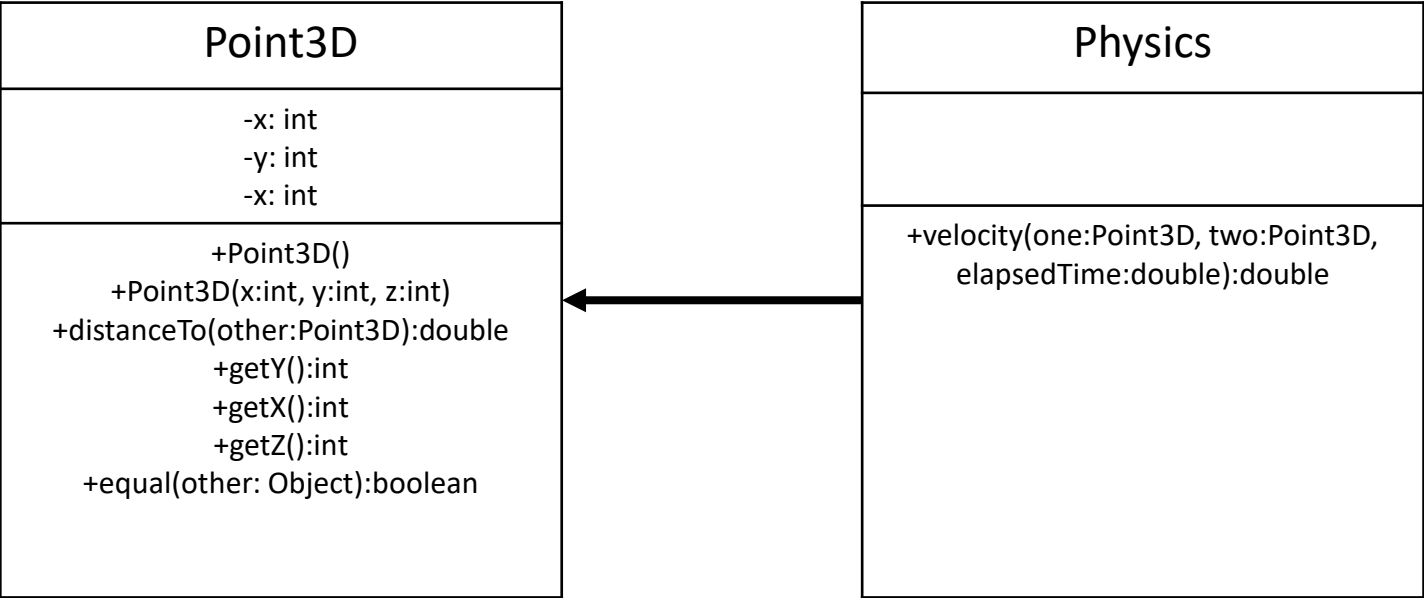 Point3D
-x: int
-y: int
-x: int
+Point3D()
+Point3D(x:int, y:int, z:int)
+distanceTo(other:Point3D):double
+getY():int
+getX():int
+getZ():int
+equal(other: Object):boolean
Physics
+velocity(one:Point3D, two:Point3D,
elapsedTime:double):double